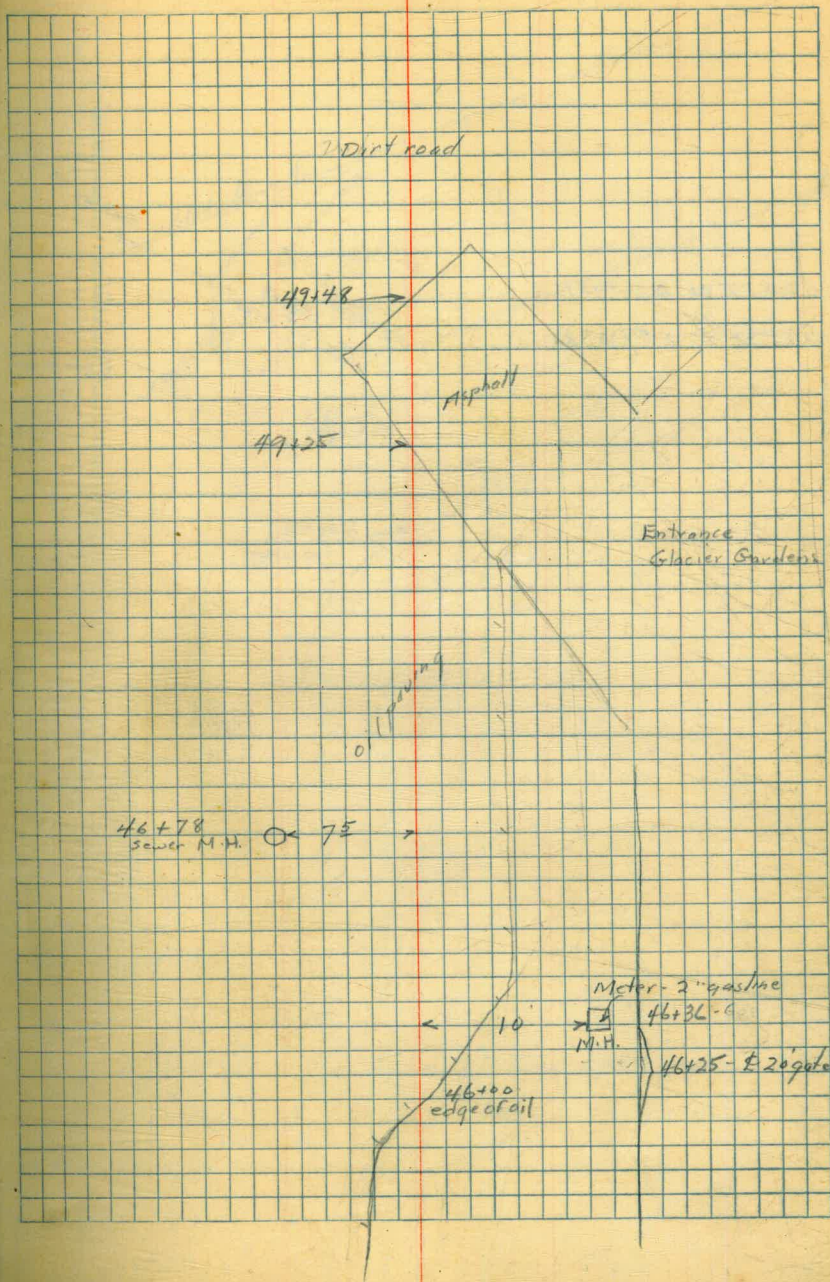 Dirt road
49+48
Asphalt
49+25
Entrance
Glacier Gardens
oil paving
46+78
sewer M.H.
7⁵
Meter - 2" gasline
10'
46+36
M.H.
46+25 - ℄ 20' gate
46+00
edge of oil